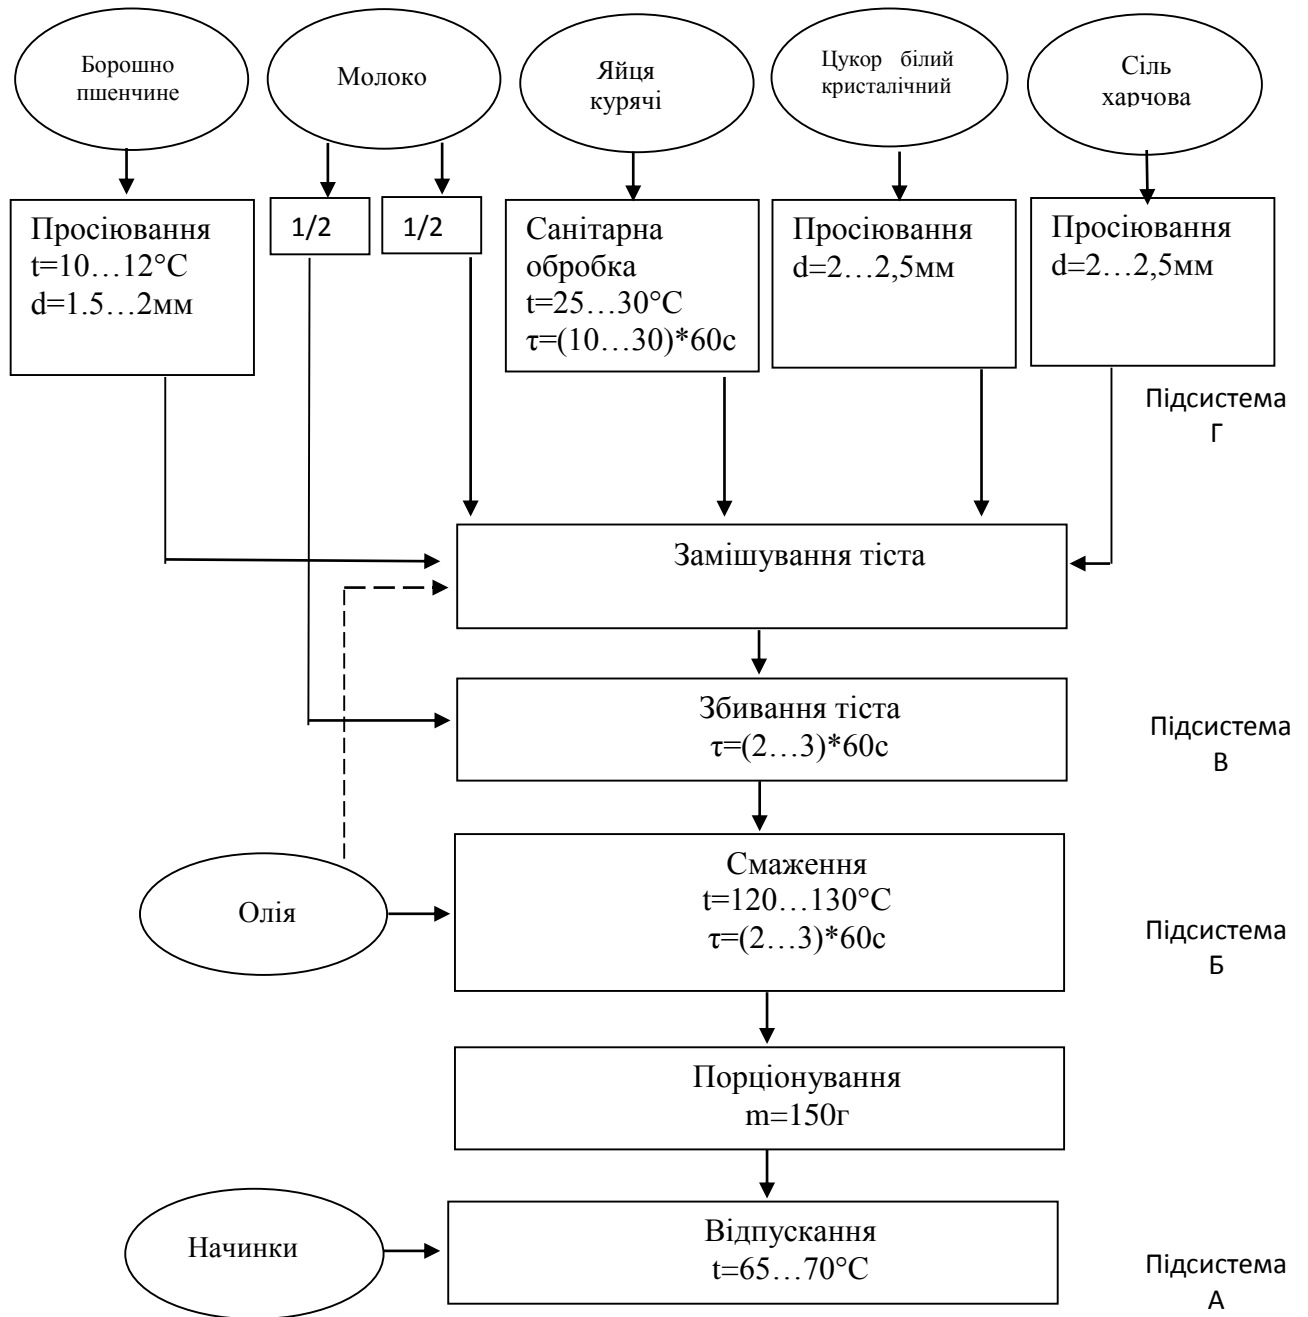 Борошно
пшенчине
Молоко
Яйця
курячі
Цукор білий
кристалічний
Сіль
харчова
Просіювання
t=10...12°С
d=1.5...2мм
1/2
1/2
Санітарна
обробка
t=25...30°С
τ=(10...30)*60с
Просіювання
d=2...2,5мм
Просіювання
d=2...2,5мм
Підсистема
Г
Замішування тіста
Збивання тіста
τ=(2...3)*60с
Підсистема
В
Олія
Смаження
t=120...130°С
τ=(2...3)*60с
Підсистема
Б
Порціонування
m=150г
Начинки
Відпускання
t=65...70°С
Підсистема
А